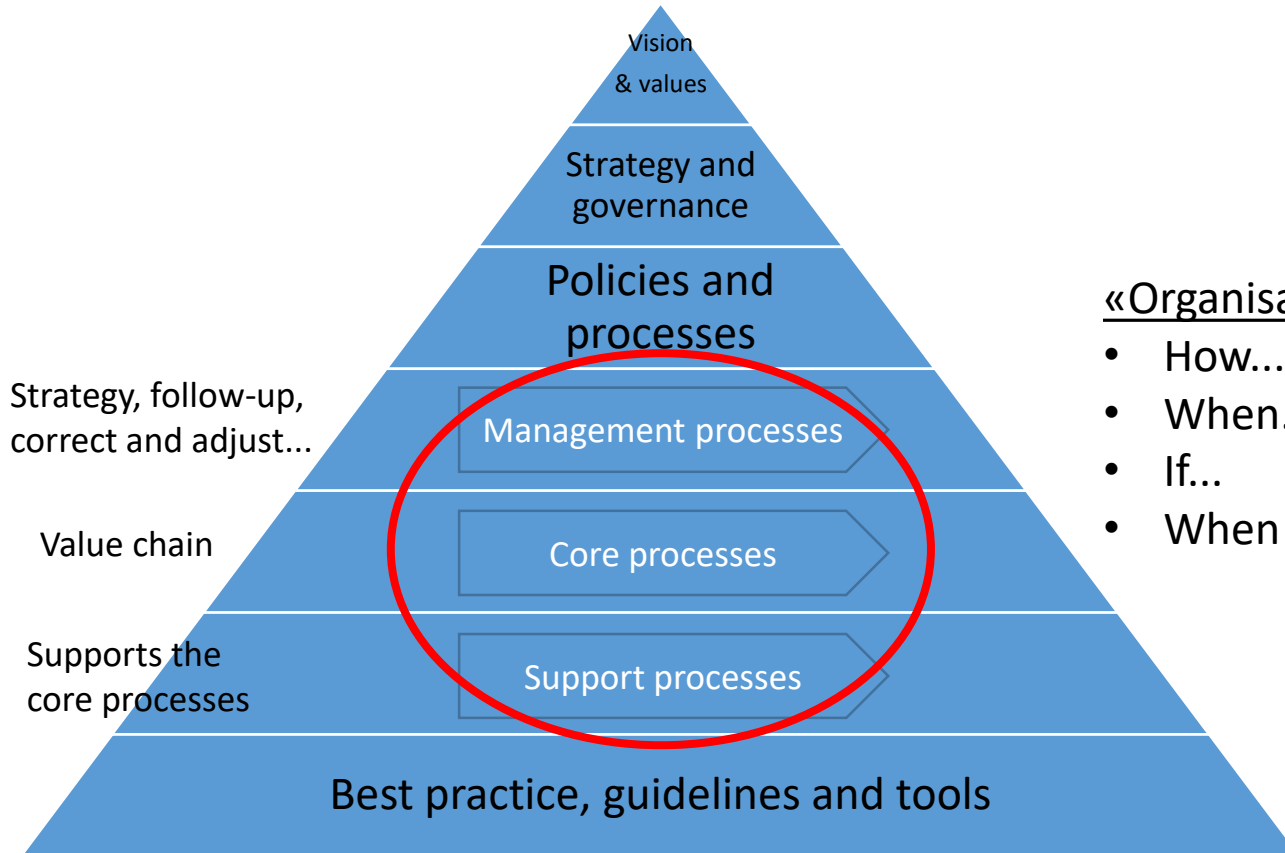 Vision
& values
Strategy and
governance
Policies and
processes
Strategy, follow-up,
correct and adjust...
Management processes
Value chain
Core processes
Supports the
core processes
Support processes
Best practice, guidelines and tools
• How...
• When.
• If...
• When